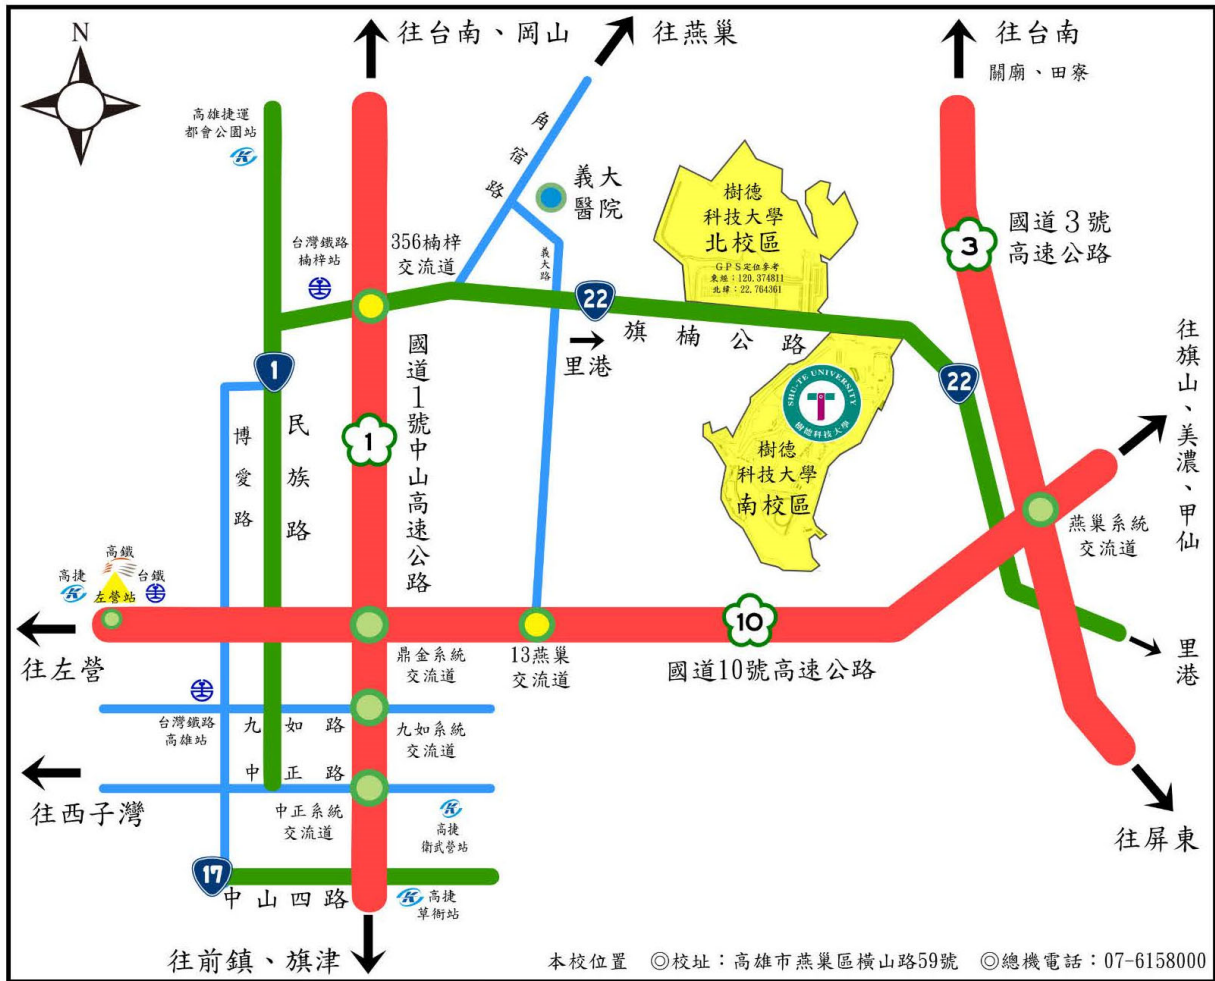 N
往台南、岡山
往燕巢
往台南
關廟、田寮
高雄捷運
都會公園站
角宿路
義大
醫院
樹德
科技大學
北校區
GPS定位參考
東經：120.374811
北緯：22.764361
3
國道3號
高速公路
台灣鐵路
楠梓站
356楠梓
交流道
義大路
22
旗楠公路
里港
1
民族路
博愛路
1
國道1號中山高速公路
SHU-TE UNIVERSITY
樹德科技大學
樹德
科技大學
南校區
22
往旗山、美濃、甲仙
燕巢系統
交流道
高鐵
高捷
台鐵
左營站
往左營
鼎金系統
交流道
13燕巢
交流道
10
國道10號高速公路
里港
台灣鐵路
高雄站
九如路
九如系統
交流道
中正路
往西子灣
中正系統
交流道
高捷
衛武營站
往屏東
17
中山四路
高捷
草衙站
往前鎮、旗津
本校位置 ◎校址：高雄市燕巢區橫山路59號 ◎總機電話：07-6158000